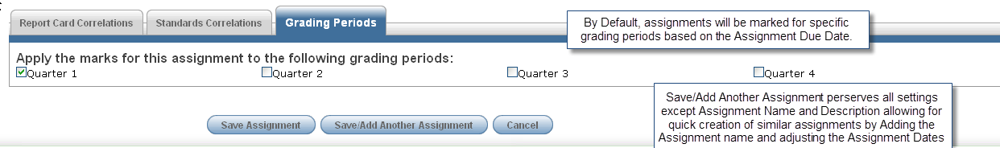 Report Card Correlations Standards Correlations Grading Periods
By Default, assignments will be marked for specific
grading periods based on the Assignment Due Date.
Apply the marks for this assignment to the following grading periods:
Quarter 1 Quarter 2 Quarter 3 Quarter 4
Save/Add Another Assignment perserves all settings
except Assignment Name and Description allowing for
quick creation of similar assignments by Adding the
Assignment name and adjusting the Assignment Dates
Save Assignment Save/Add Another Assignment Cancel